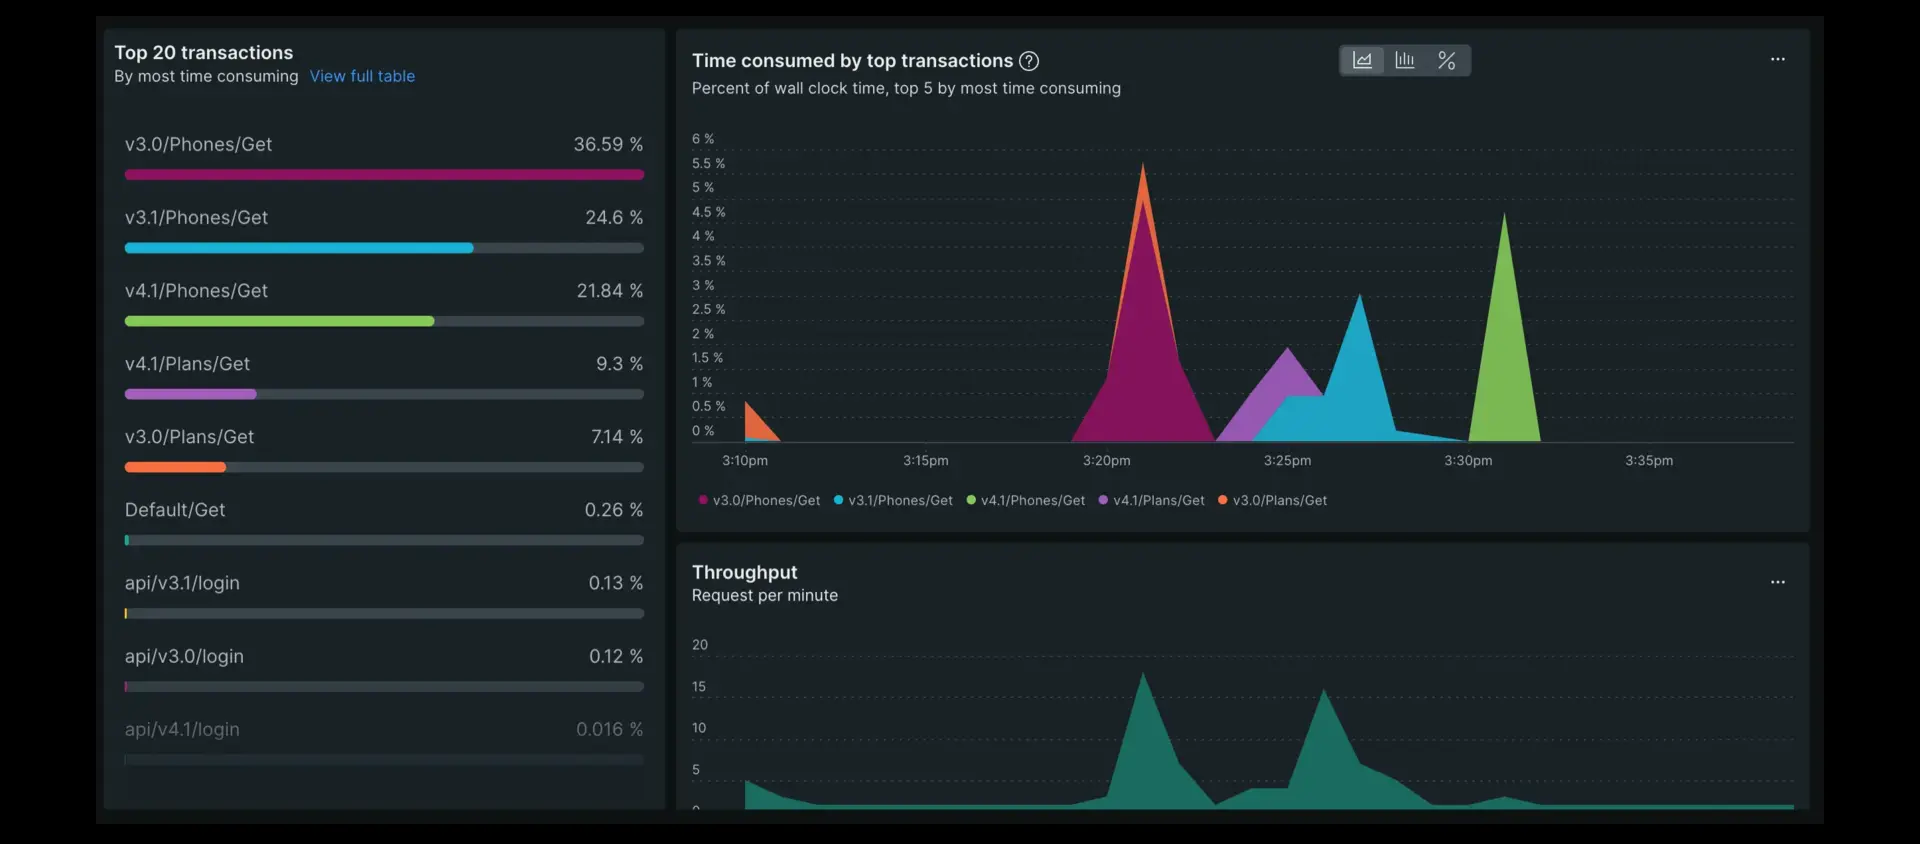 Top 20 transactions
By most time consuming View full table
v3.0/Phones/Get 36.59 %
v3.1/Phones/Get 24.6 %
v4.1/Phones/Get 21.84 %
v4.1/Plans/Get 9.3 %
v3.0/Plans/Get 7.14 %
Default/Get 0.26 %
api/v3.1/login 0.13 %
api/v3.0/login 0.12 %
api/v4.1/login 0.016 %
Time consumed by top transactions ?
Percent of wall clock time, top 5 by most time consuming
%
...
6 %
5.5 %
5 %
4.5 %
4 %
3.5 %
3 %
2.5 %
2 %
1.5 %
1 %
0.5 %
0 %
3:10pm 3:15pm 3:20pm 3:25pm 3:30pm 3:35pm
v3.0/Phones/Get v3.1/Phones/Get v4.1/Phones/Get v4.1/Plans/Get v3.0/Plans/Get
Throughput
Request per minute
...
20
15
10
5
0